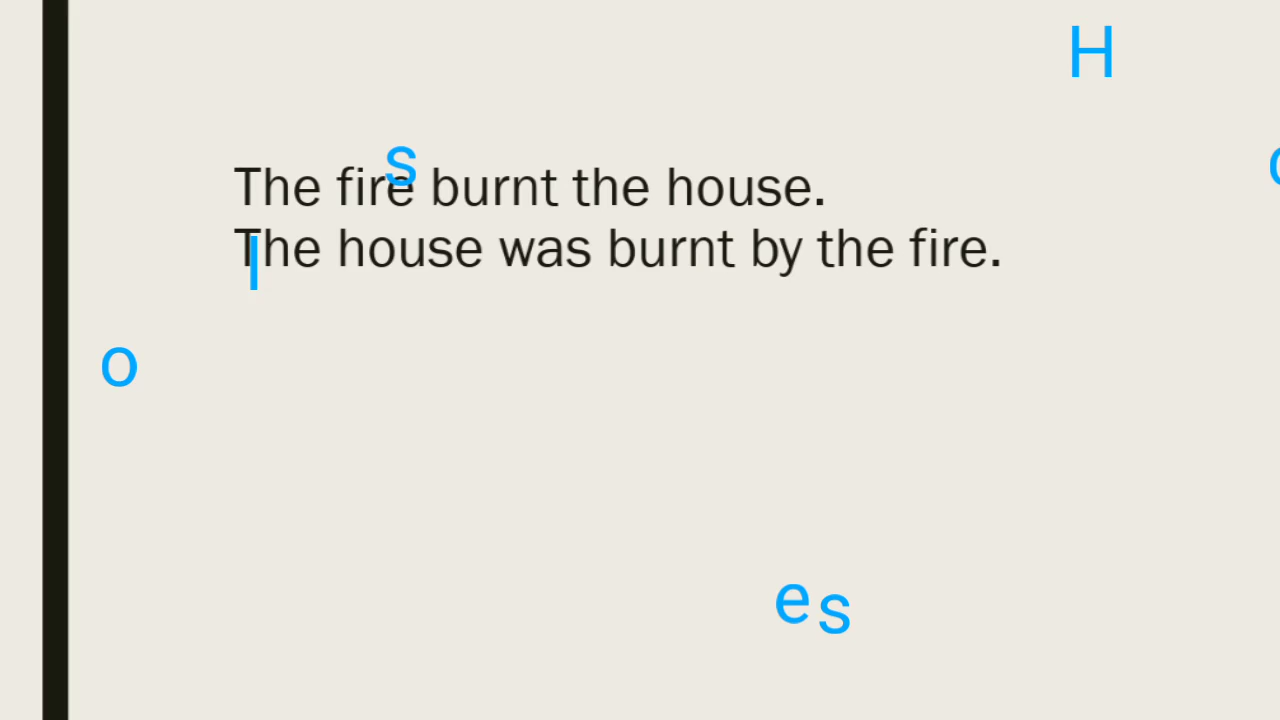 H
s
The fire burnt the house.
The house was burnt by the fire.
l
o
e s